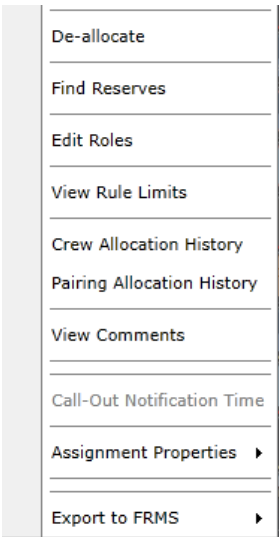 De-allocate
Find Reserves
Edit Roles
View Rule Limits
Crew Allocation History
Pairing Allocation History
View Comments
Call-Out Notification Time
Assignment Properties
Export to FRMS